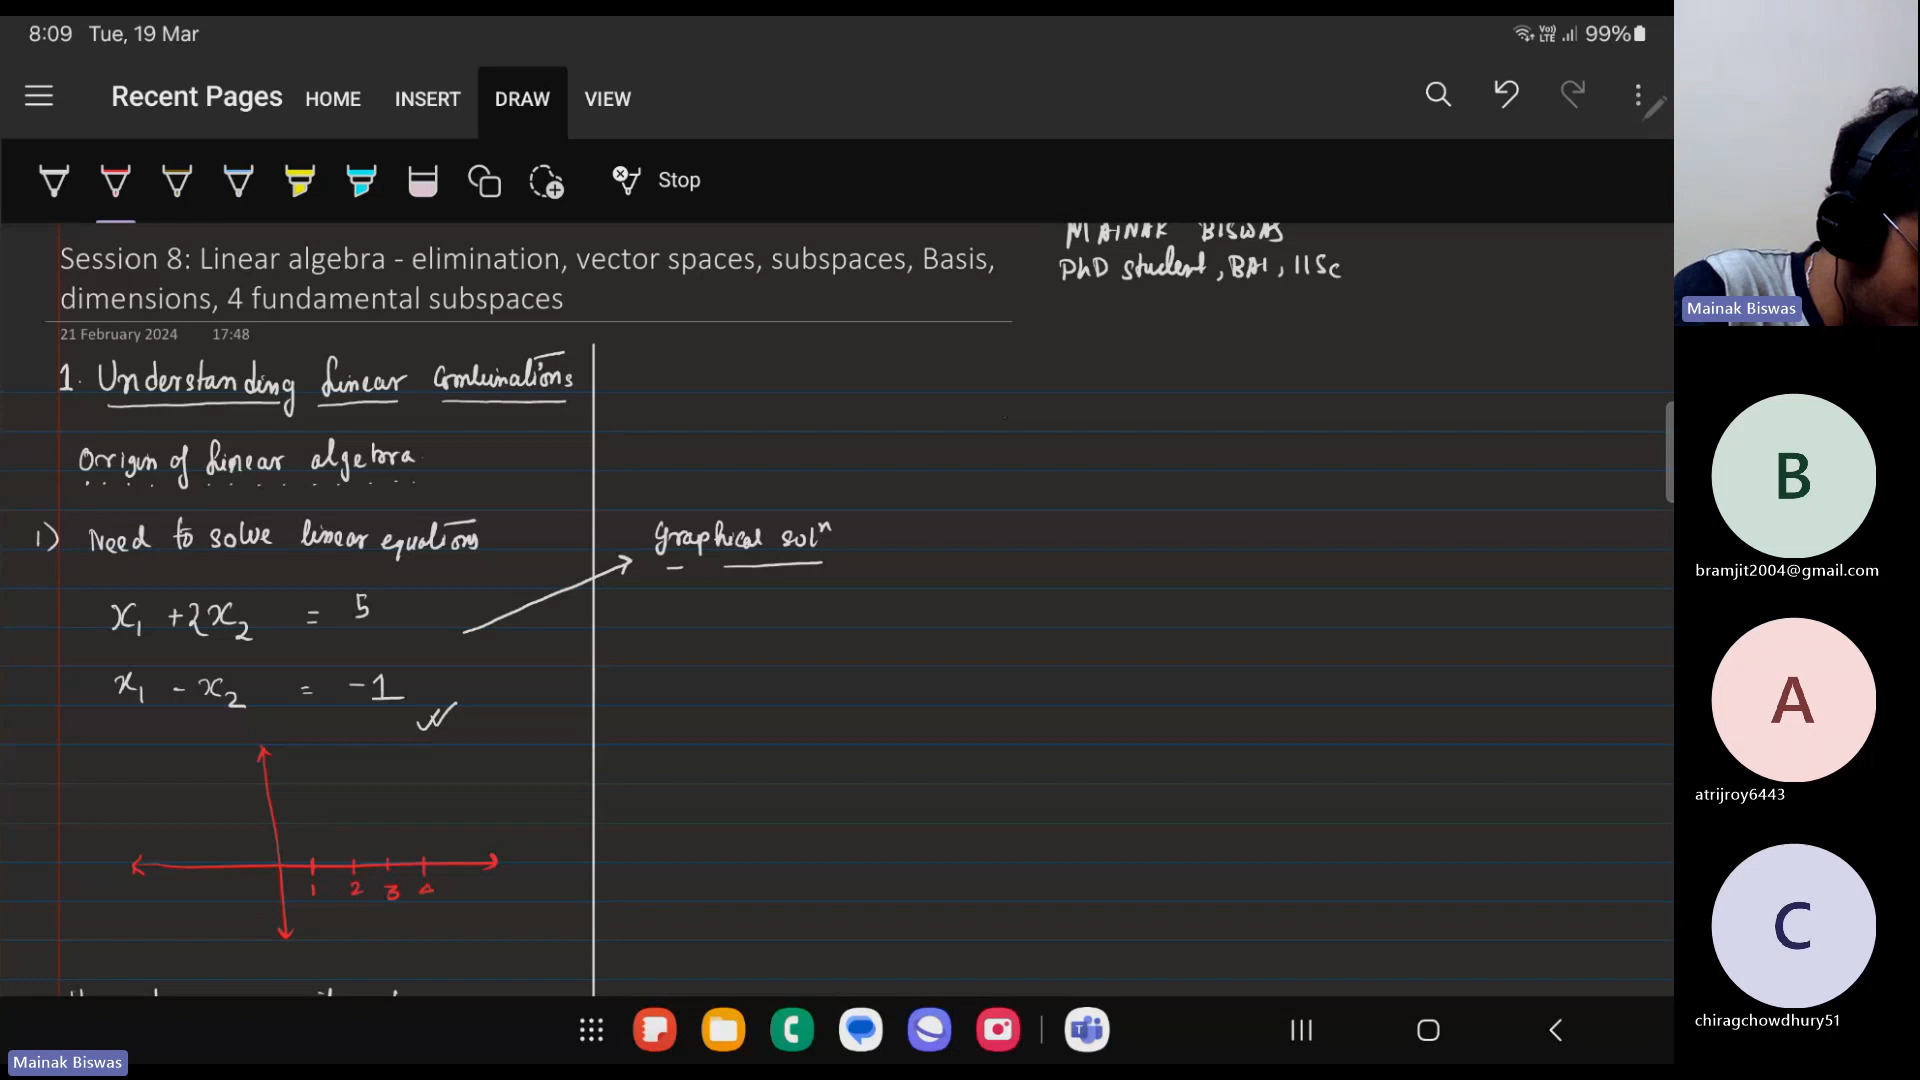 8:09 Tue, 19 Mar
Vo) LTE 99%
Recent Pages HOME INSERT DRAW VIEW
Stop
MAINAK BISWAS
PhD student, BAI, IISc
Session 8: Linear algebra - elimination, vector spaces, subspaces, Basis,
dimensions, 4 fundamental subspaces
21 February 2024 17:48
1. Understanding linear combinations
Origin of linear algebra
1) Need to solve linear equations
Graphical solⁿ
x₁ + 2x₂ = 5
x₁ - x₂ = -1
1 2 3 4
Mainak Biswas
B
bramjit2004@gmail.com
A
atrijroy6443
C
chiragchowdhury51
Mainak Biswas